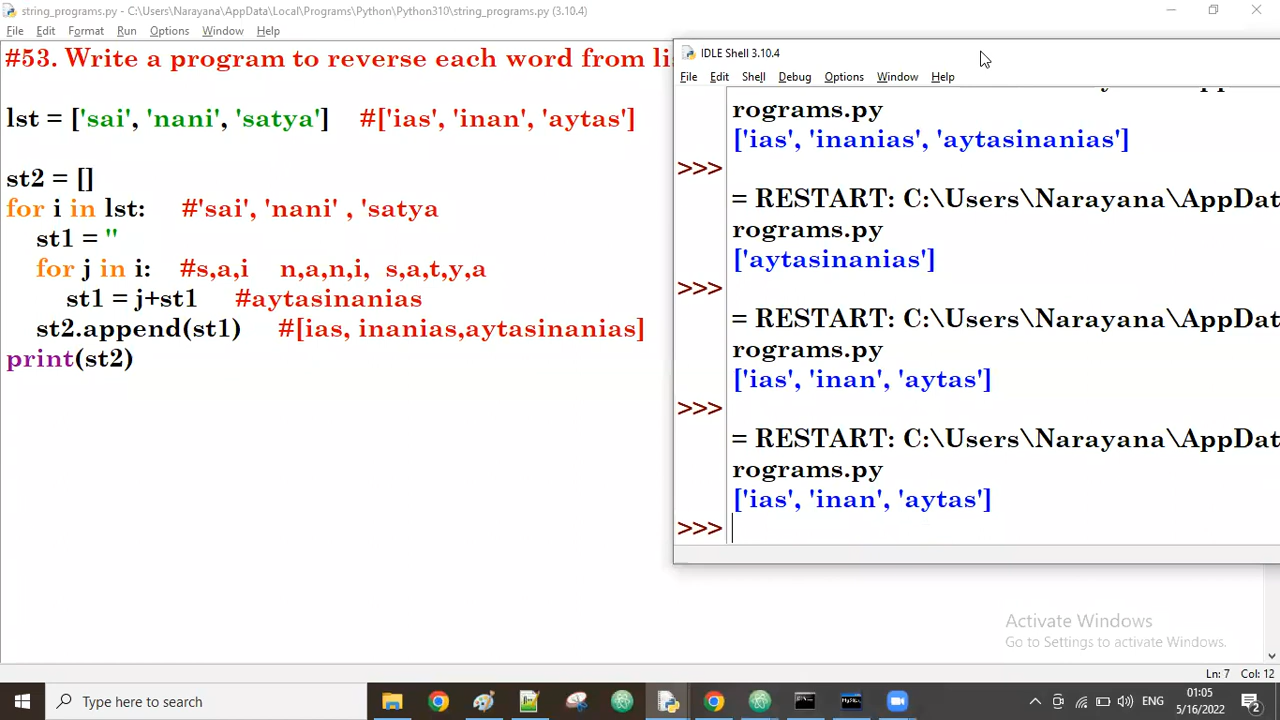 string_programs.py - C:\Users\Narayana\AppData\Local\Programs\Python\Python310\string_programs.py (3.10.4)
File Edit Format Run Options Window Help
#53. Write a program to reverse each word from li
lst = ['sai', 'nani', 'satya'] #['ias', 'inan', 'aytas']
st2 = []
for i in lst: #'sai', 'nani' , 'satya
st1 = ''
for j in i: #s,a,i n,a,n,i, s,a,t,y,a
st1 = j+st1 #aytasinanias
st2.append(st1) #[ias, inanias,aytasinanias]
print(st2)
IDLE Shell 3.10.4
File Edit Shell Debug Options Window Help
rograms.py
['ias', 'inanias', 'aytasinanias']
>>>
= RESTART: C:\Users\Narayana\AppDat
rograms.py
['aytasinanias']
>>>
= RESTART: C:\Users\Narayana\AppDat
rograms.py
['ias', 'inan', 'aytas']
>>>
= RESTART: C:\Users\Narayana\AppDat
rograms.py
['ias', 'inan', 'aytas']
>>>
Activate Windows
Go to Settings to activate Windows.
Ln: 7 Col: 12
Type here to search
ENG
01:05
5/16/2022
2